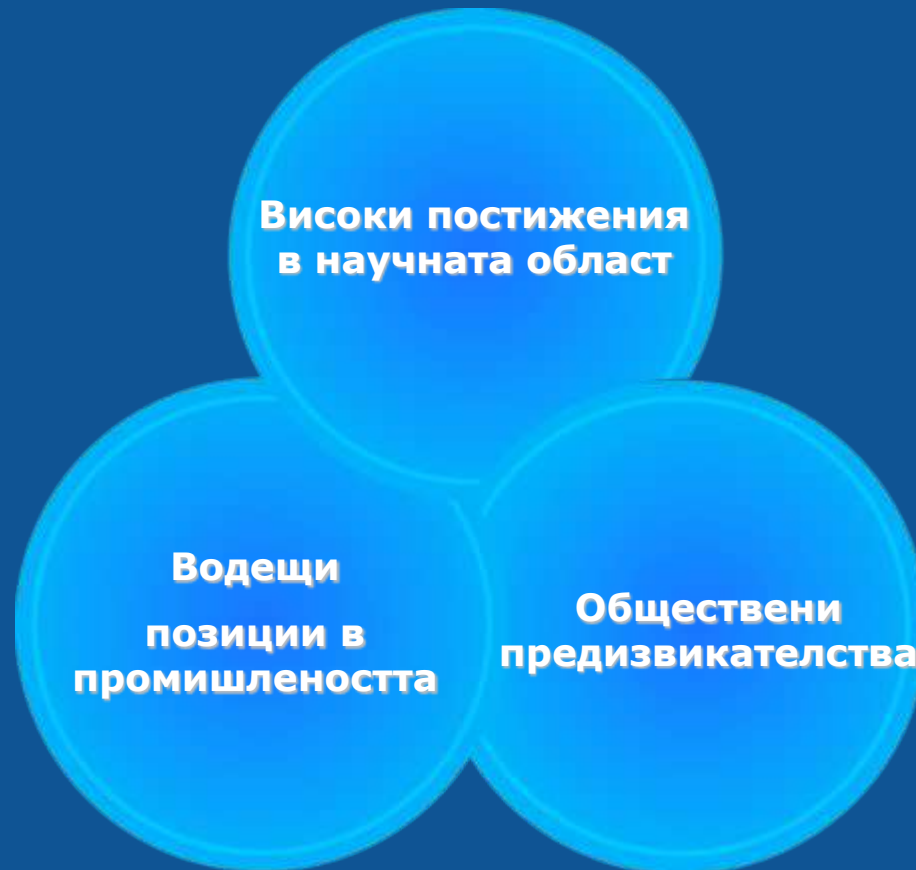 Високи постижения
в научната област
Водещи
позиции в
промишлеността
Обществени
предизвикателства